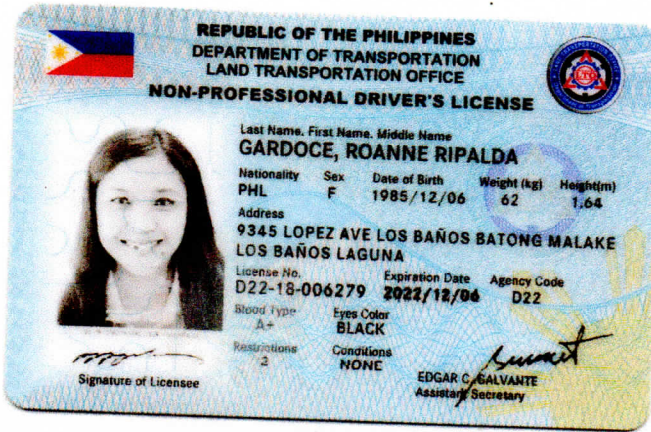 REPUBLIC OF THE PHILIPPINES
DEPARTMENT OF TRANSPORTATION
LAND TRANSPORTATION OFFICE
NON-PROFESSIONAL DRIVER'S LICENSE
Last Name, First Name, Middle Name
GARDOCE, ROANNE RIPALDA
Nationality Sex Date of Birth Weight (kg) Height(m)
PHL F 1985/12/06 62 1.64
Address
9345 LOPEZ AVE LOS BAÑOS BATONG MALAKE
LOS BAÑOS LAGUNA
License No. Expiration Date Agency Code
D22-18-006279 2022/12/06 D22
Blood Type Eyes Color
A+ BLACK
Restrictions Conditions
2 NONE
Signature of Licensee
EDGAR C. GALVANTE
Assistant Secretary